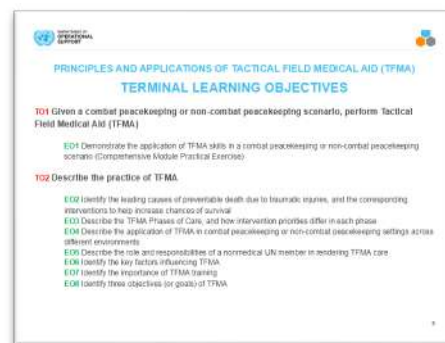 DEPARTMENT OF
OPERATIONAL
SUPPORT
PRINCIPLES AND APPLICATIONS OF TACTICAL FIELD MEDICAL AID (TFMA)
TERMINAL LEARNING OBJECTIVES
TO1 Given a combat peacekeeping or non-combat peacekeeping scenario, perform Tactical
Field Medical Aid (TFMA)
EO1 Demonstrate the application of TFMA skills in a combat peacekeeping or non-combat peacekeeping
scenario (Comprehensive Module Practical Exercise)
TO2 Describe the practice of TFMA
EO2 Identify the leading causes of preventable death due to traumatic injuries, and the corresponding
interventions to help increase chances of survival
EO3 Describe the TFMA Phases of Care, and how intervention priorities differ in each phase
EO4 Describe the application of TFMA in combat peacekeeping or non-combat peacekeeping settings across
different environments
EO5 Describe the role and responsibilities of a nonmedical UN member in rendering TFMA care
EO6 Identify the key factors influencing TFMA
EO7 Identify the importance of TFMA training
EO8 Identify three objectives (or goals) of TFMA